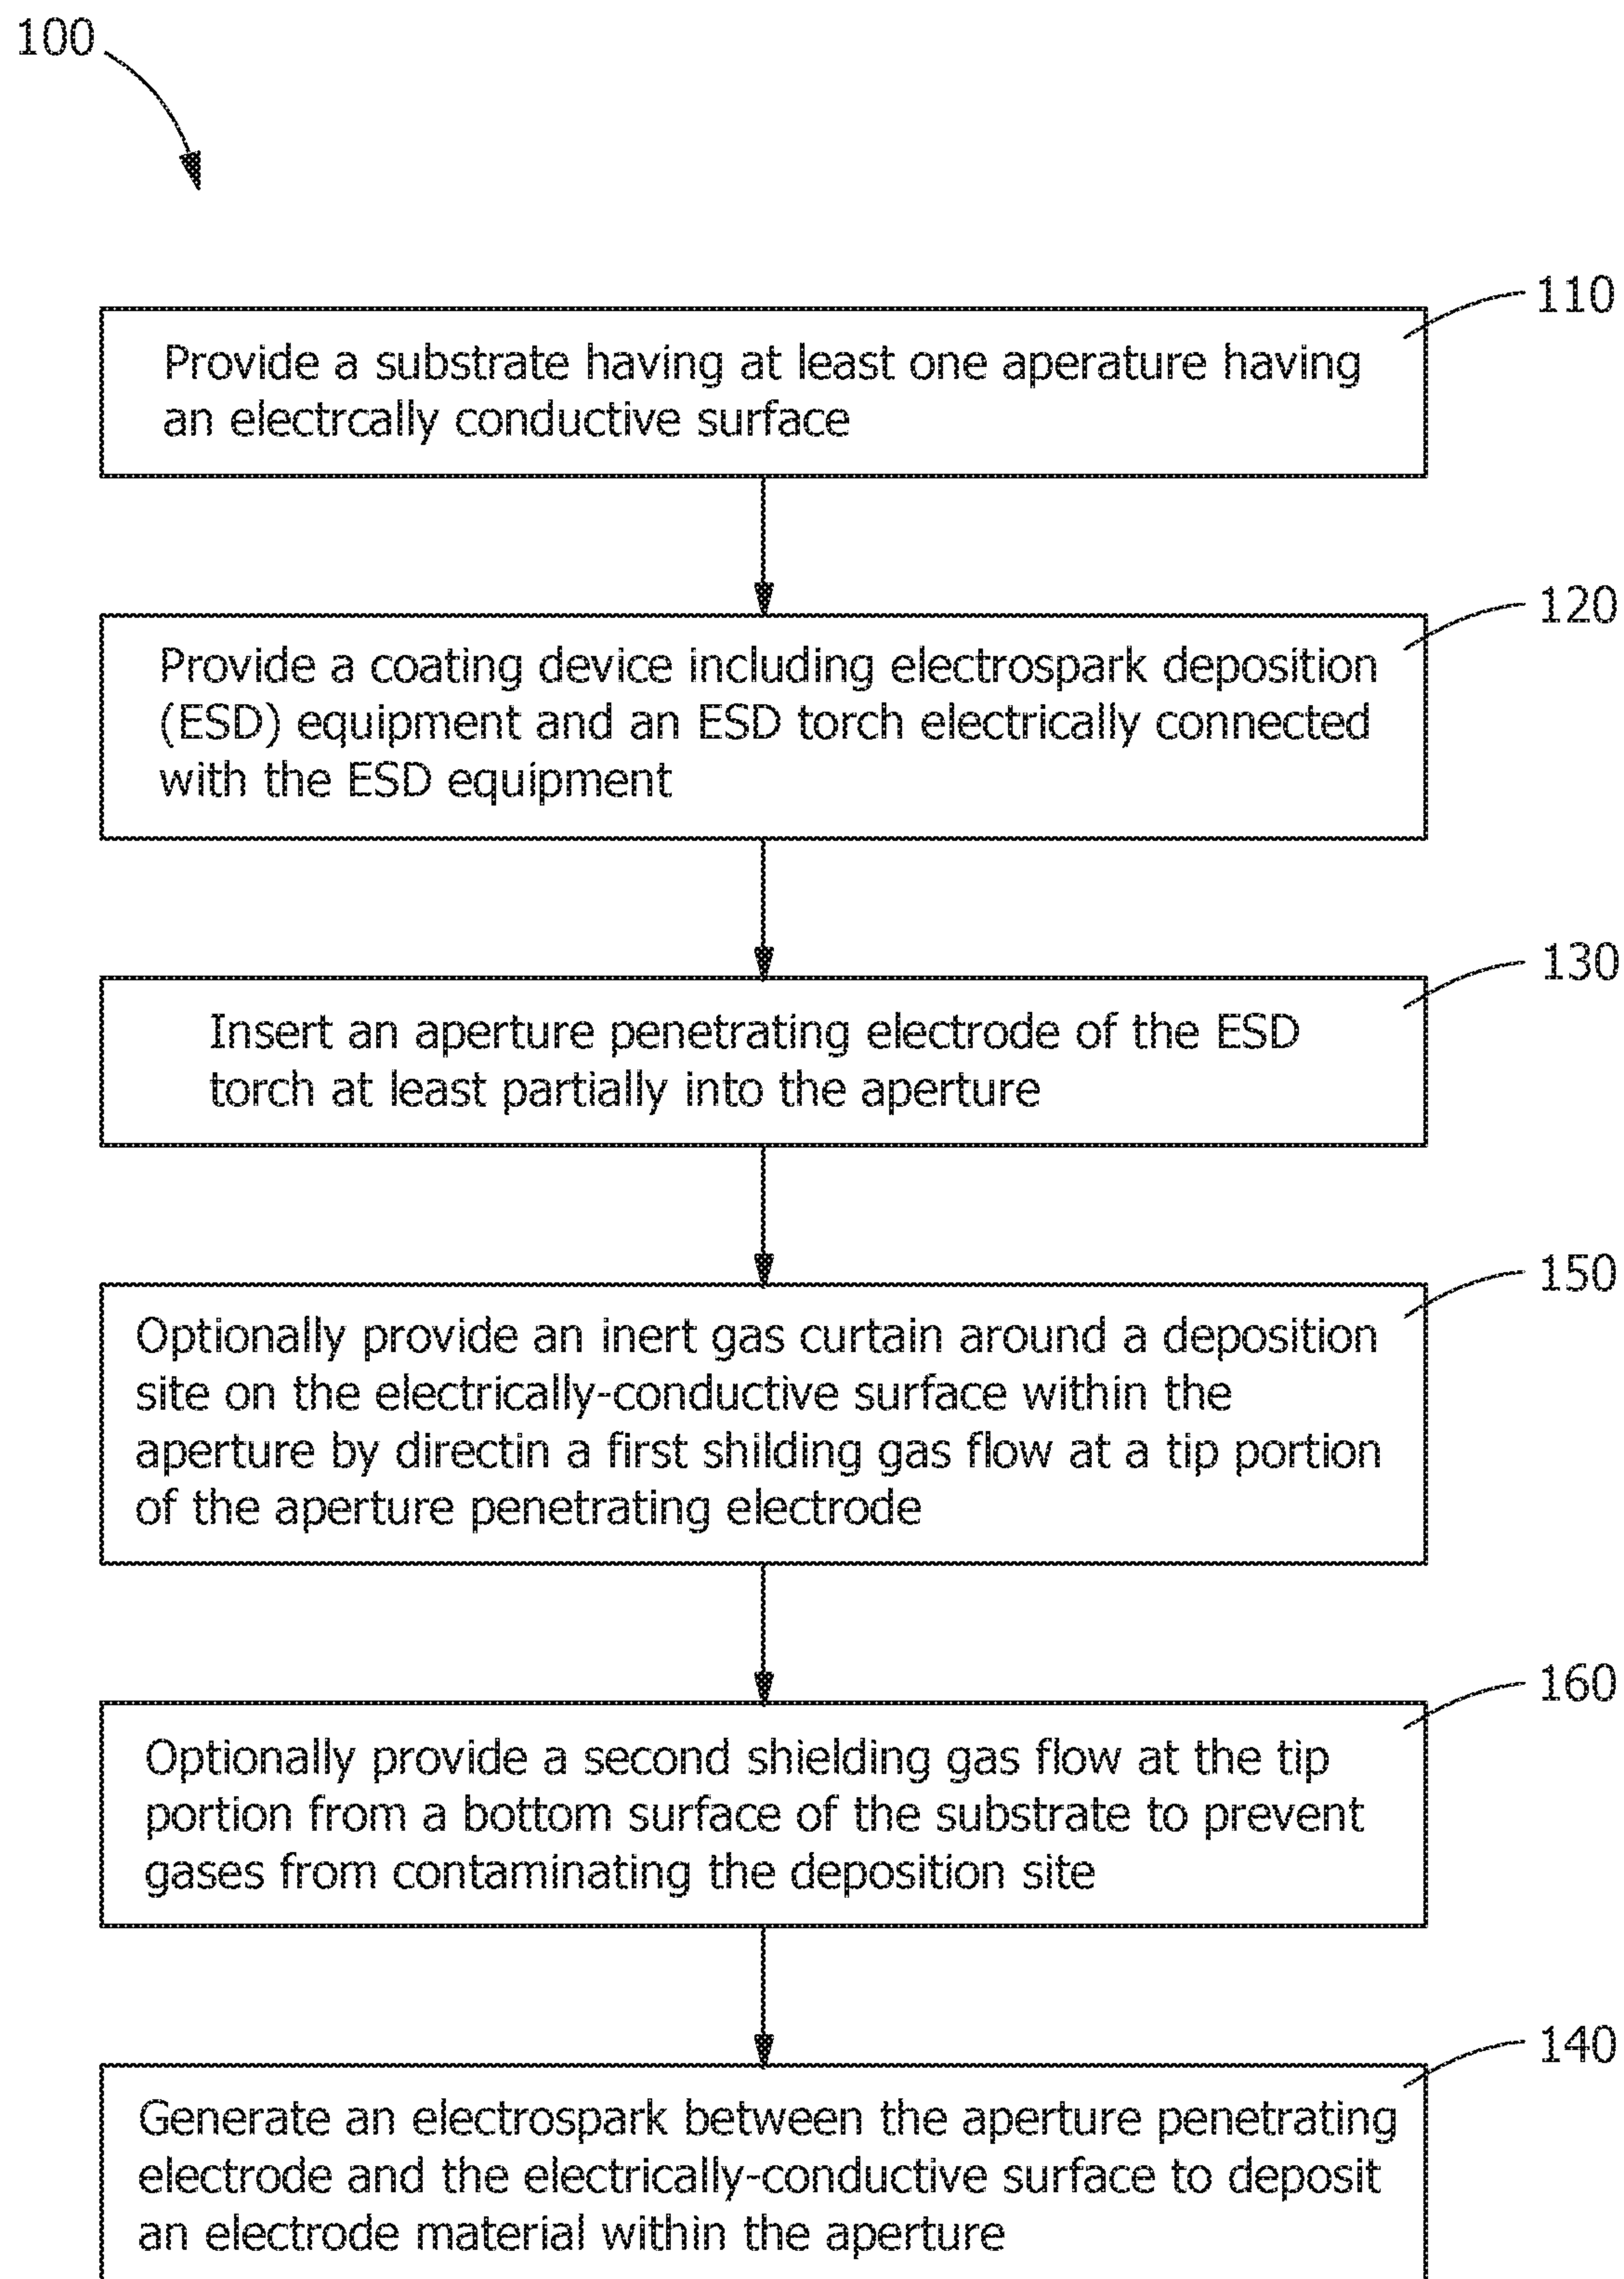 100
110
Provide a substrate having at least one aperature having
an electrcally conductive surface
120
Provide a coating device including electrospark deposition
(ESD) equipment and an ESD torch electrically connected
with the ESD equipment
130
Insert an aperture penetrating electrode of the ESD
torch at least partially into the aperture
150
Optionally provide an inert gas curtain around a deposition
site on the electrically-conductive surface within the
aperture by directin a first shilding gas flow at a tip portion
of the aperture penetrating electrode
160
Optionally provide a second shielding gas flow at the tip
portion from a bottom surface of the substrate to prevent
gases from contaminating the deposition site
140
Generate an electrospark between the aperture penetrating
electrode and the electrically-conductive surface to deposit
an electrode material within the aperture